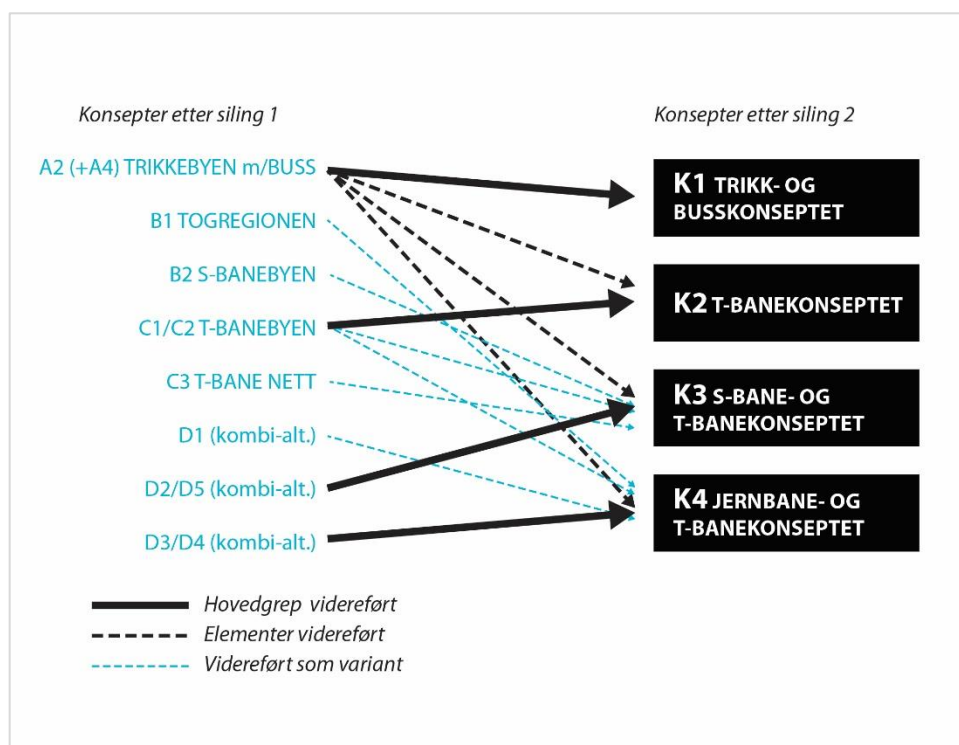 Konsepter etter siling 1
A2 (+A4) TRIKKEBYEN m/BUSS
B1 TOGREGIONEN
B2 S-BANEBYEN
C1/C2 T-BANEBYEN
C3 T-BANE NETT
D1 (kombi-alt.)
D2/D5 (kombi-alt.)
D3/D4 (kombi-alt.)
Konsepter etter siling 2
K1 TRIKK- OG
BUSSKONSEPTET
K2 T-BANEKONSEPTET
K3 S-BANE- OG
T-BANEKONSEPTET
K4 JERNBANE- OG
T-BANEKONSEPTET
Hovedgrep videreført
Elementer videreført
Videreført som variant